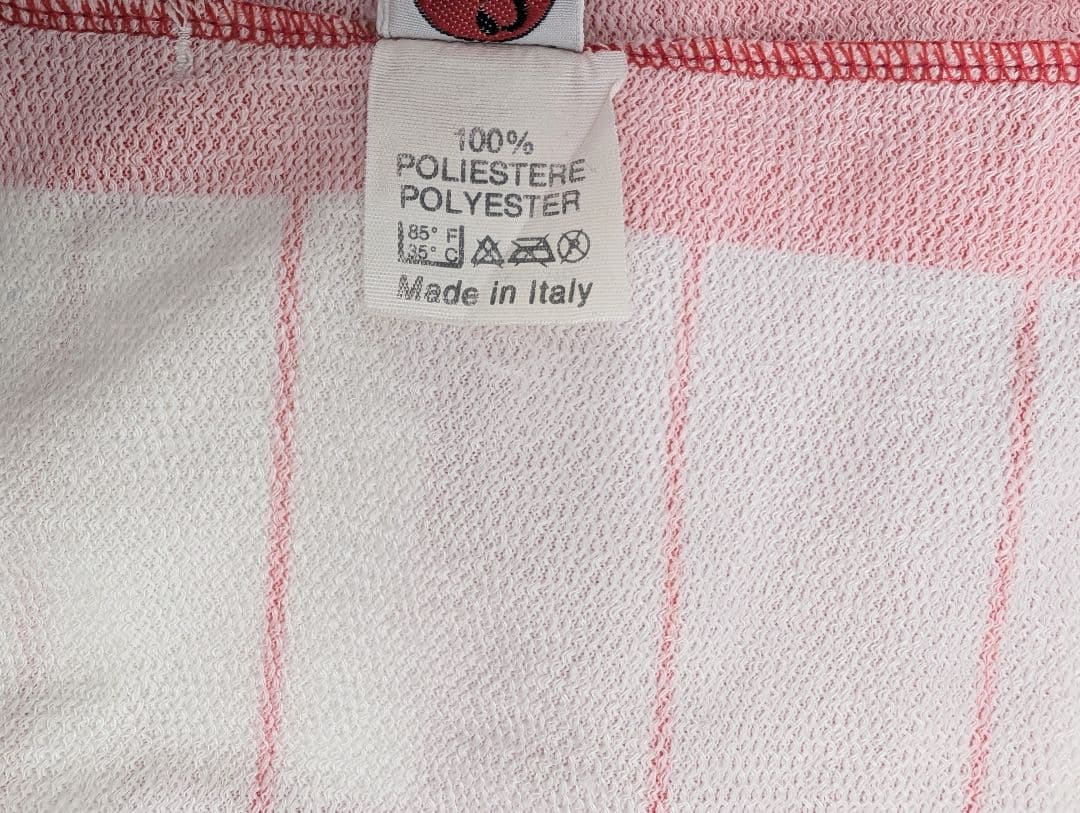 100%
POLIESTERE
POLYESTER
85° F
35° C
Made in Italy